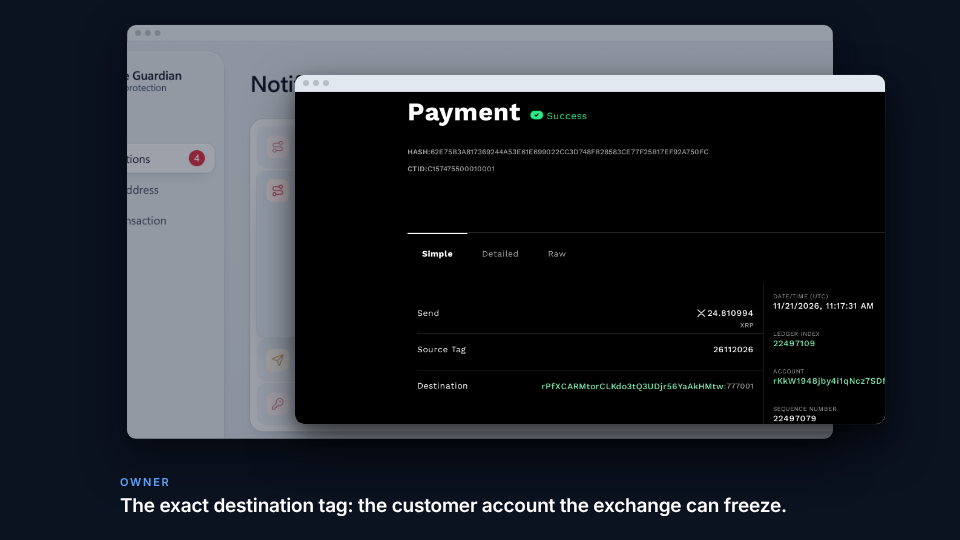 e Guardian
protection
Noti
tions
4
ddress
nsaction
Payment
Success
HASH:62E75B3A817369244A53E61E699022CC3D748FB28583CE77F25B17EF92A750FC
CTID:C157475500010001
Simple Detailed Raw
Send
24.810994
XRP
Source Tag
26112026
Destination
rPfXCARMtorCLKdo3tQ3UDjr56YaAkHMtw:777001
DATE/TIME (UTC)
11/21/2026, 11:17:31 AM
LEDGER INDEX
22497109
ACCOUNT
rKkW1948jby4i1qNcz7SDf
SEQUENCE NUMBER
22497079
OWNER
The exact destination tag: the customer account the exchange can freeze.